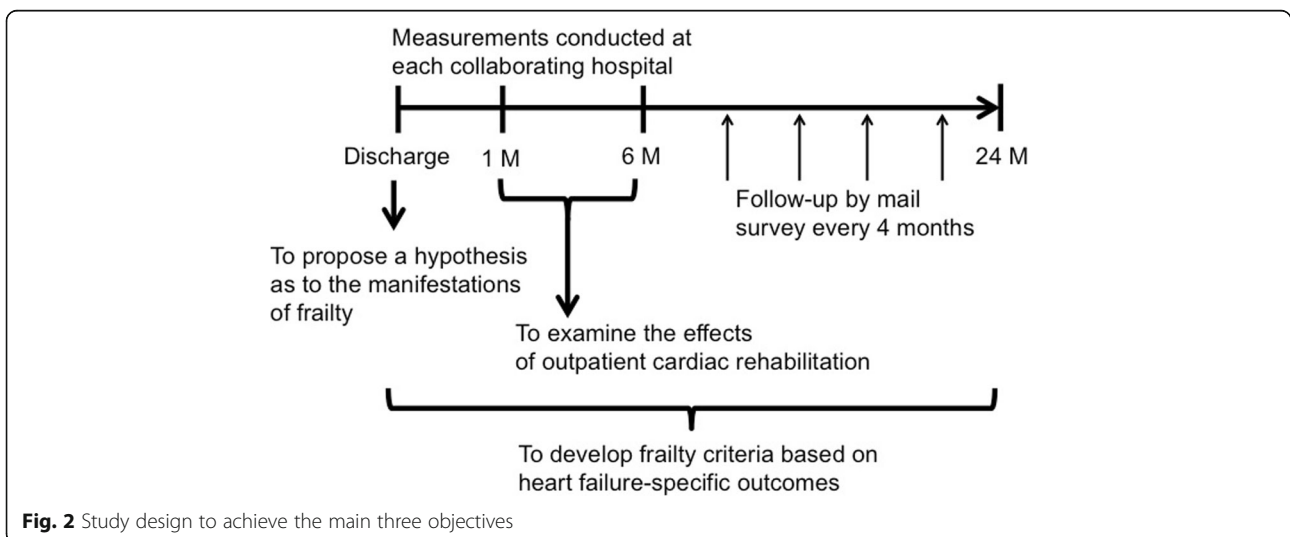 Measurements conducted at
each collaborating hospital
Discharge 1 M 6 M 24 M
Follow-up by mail
survey every 4 months
To propose a hypothesis
as to the manifestations
of frailty
To examine the effects
of outpatient cardiac rehabilitation
To develop frailty criteria based on
heart failure-specific outcomes
Fig. 2 Study design to achieve the main three objectives